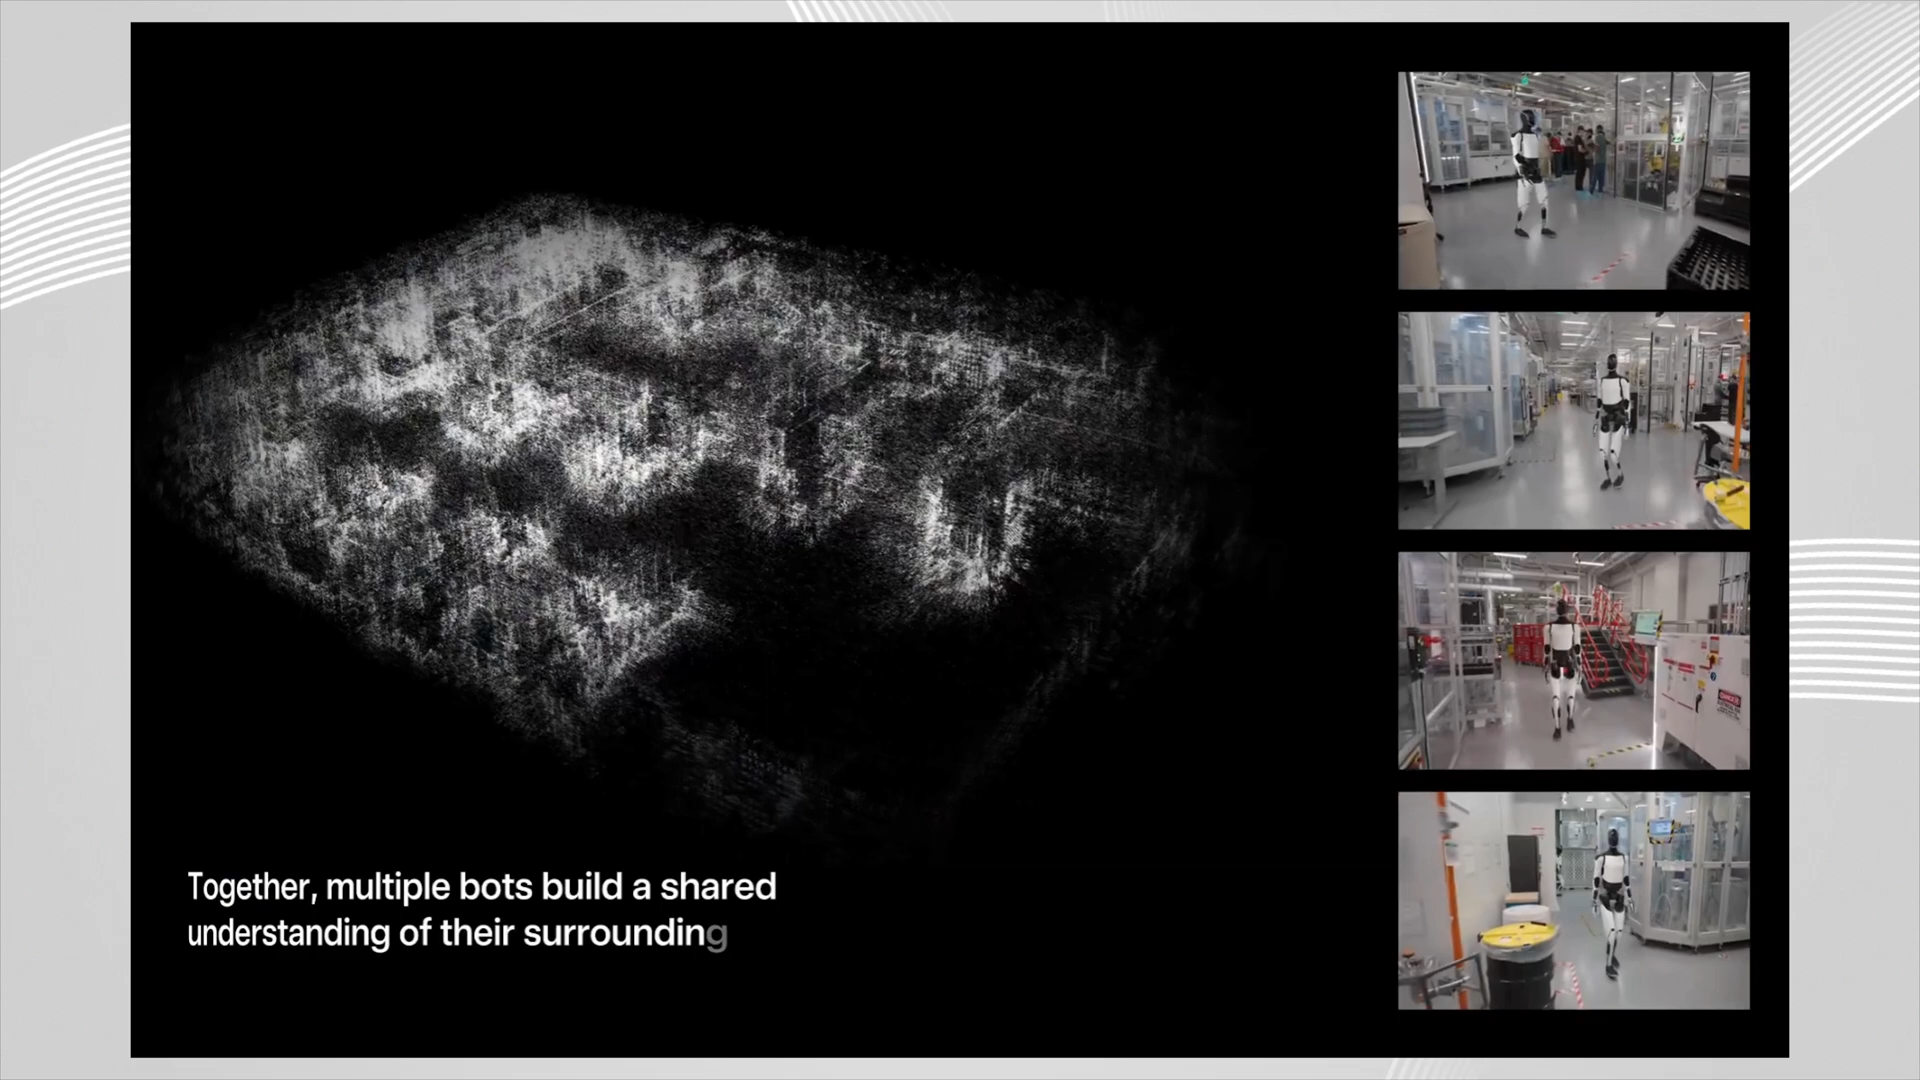 Together, multiple bots build a shared
understanding of their surrounding